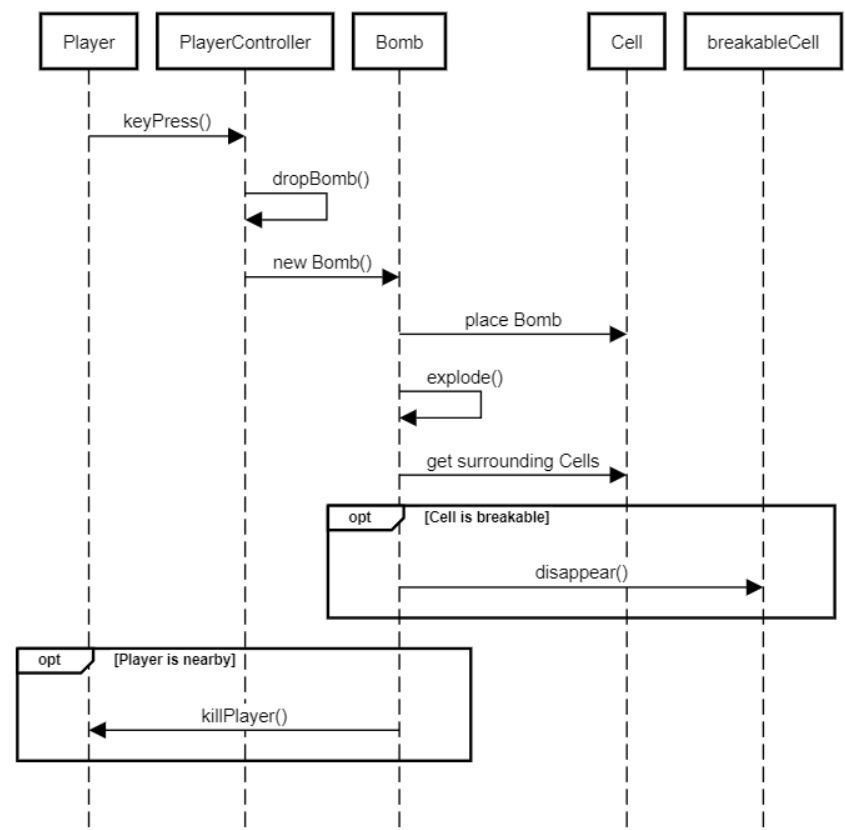 Player
PlayerController
Bomb
Cell
breakableCell
keyPress()
dropBomb()
new Bomb()
place Bomb
explode()
get surrounding Cells
opt
[Cell is breakable]
disappear()
opt
[Player is nearby]
killPlayer()